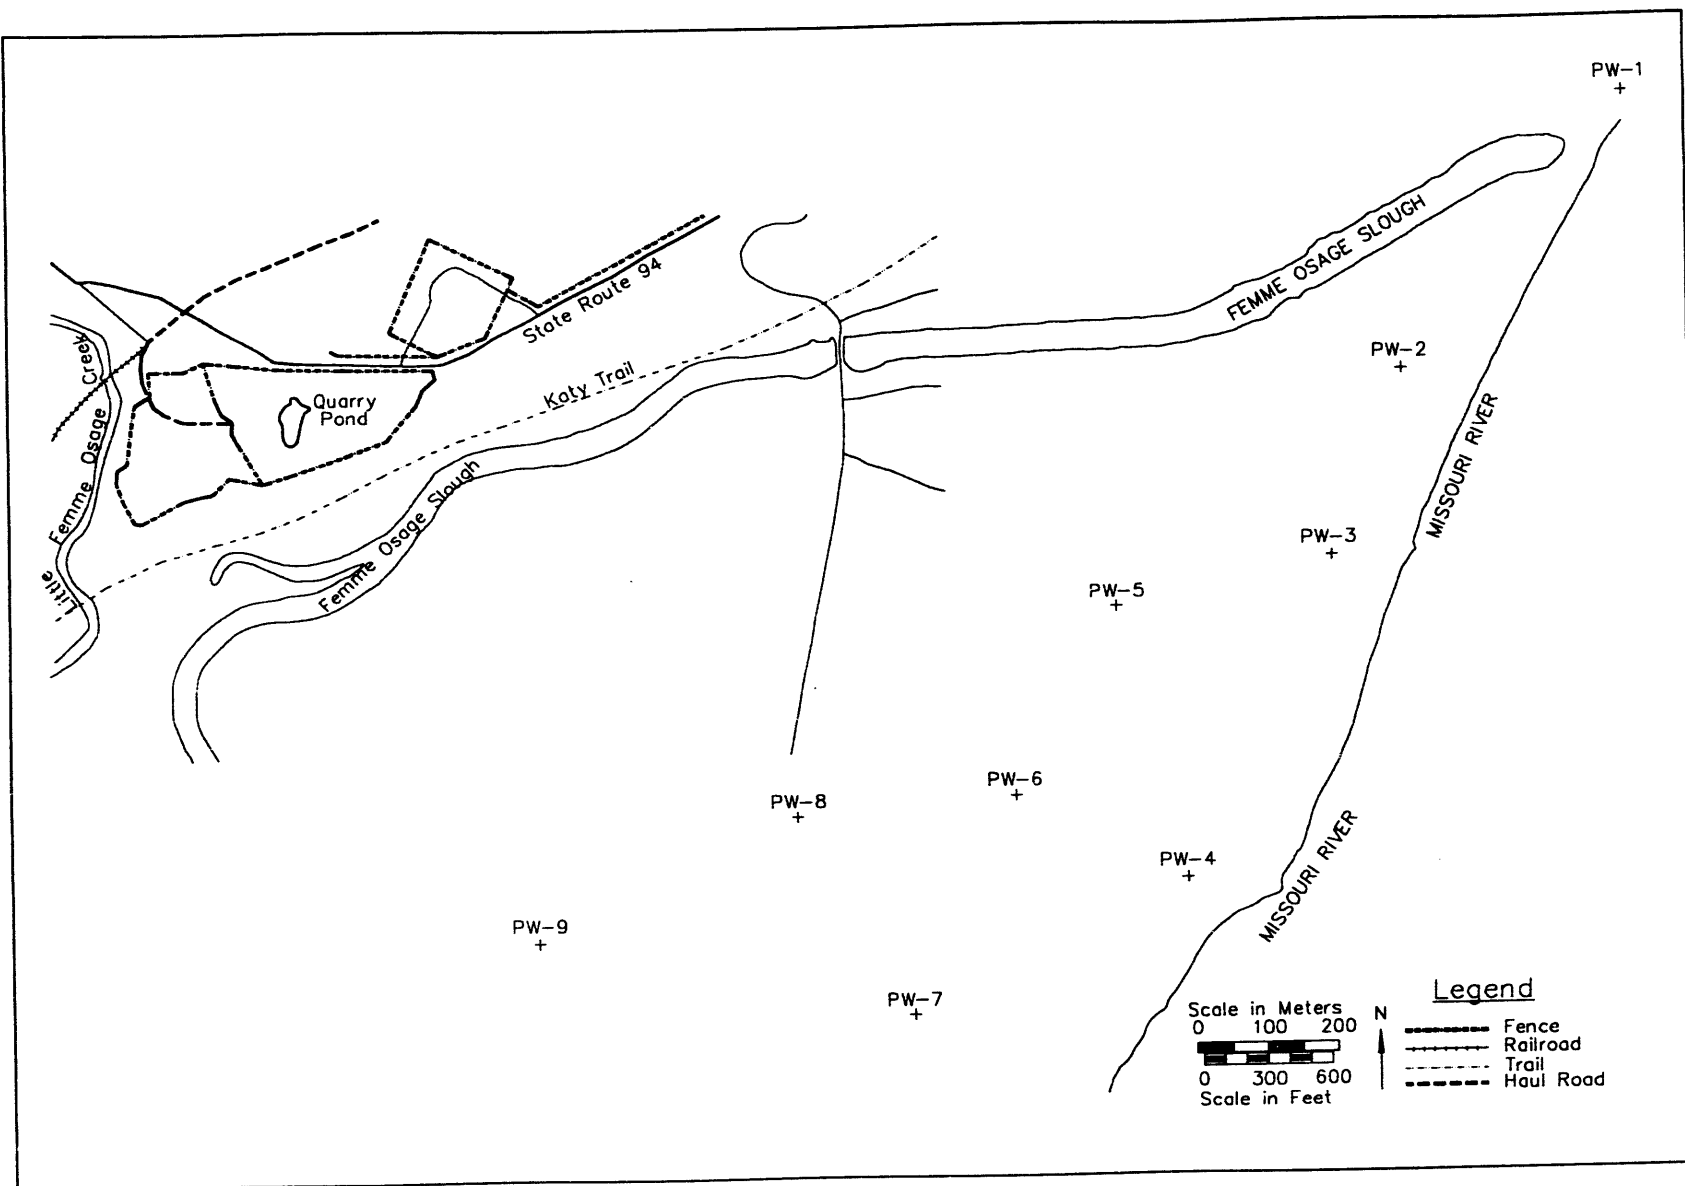 PW-1
FEMME OSAGE SLOUGH
State Route 94
PW-2
Katy Trail
Quarry
Pond
Little Femme Osage Creek
MISSOURI RIVER
Femme Osage Slough
PW-3
PW-5
PW-6
PW-8
PW-4
MISSOURI RIVER
PW-9
PW-7
Legend
Scale in Meters
0 100 200
N
0 300 600
Scale in Feet
Fence
Railroad
Trail
Haul Road